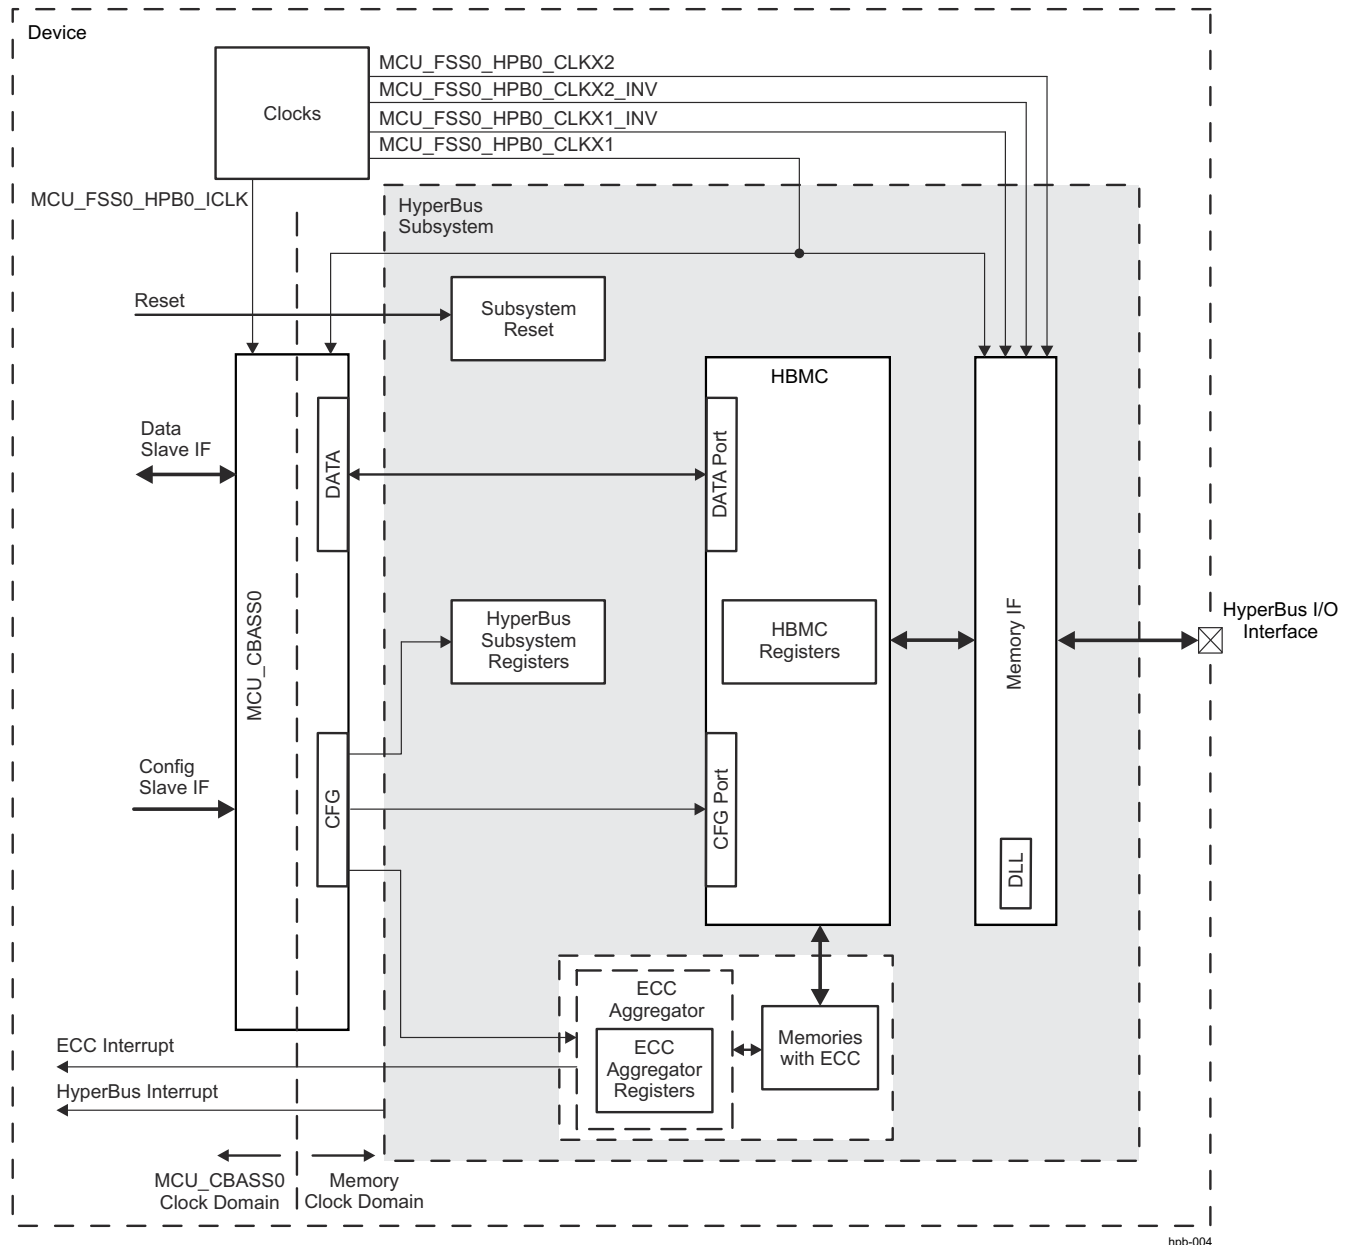 Device
Clocks
MCU_FSS0_HPB0_CLKX2
MCU_FSS0_HPB0_CLKX2_INV
MCU_FSS0_HPB0_CLKX1_INV
MCU_FSS0_HPB0_CLKX1
MCU_FSS0_HPB0_ICLK
HyperBus
Subsystem
Reset
Subsystem
Reset
HBMC
Data
Slave IF
DATA
DATA Port
MCU_CBASS0
HyperBus
Subsystem
Registers
HBMC
Registers
Memory IF
HyperBus I/O
Interface
Config
Slave IF
CFG
CFG Port
DLL
ECC
Aggregator
ECC
Aggregator
Registers
Memories
with ECC
ECC Interrupt
HyperBus Interrupt
MCU_CBASS0
Clock Domain
Memory
Clock Domain
hpb-004